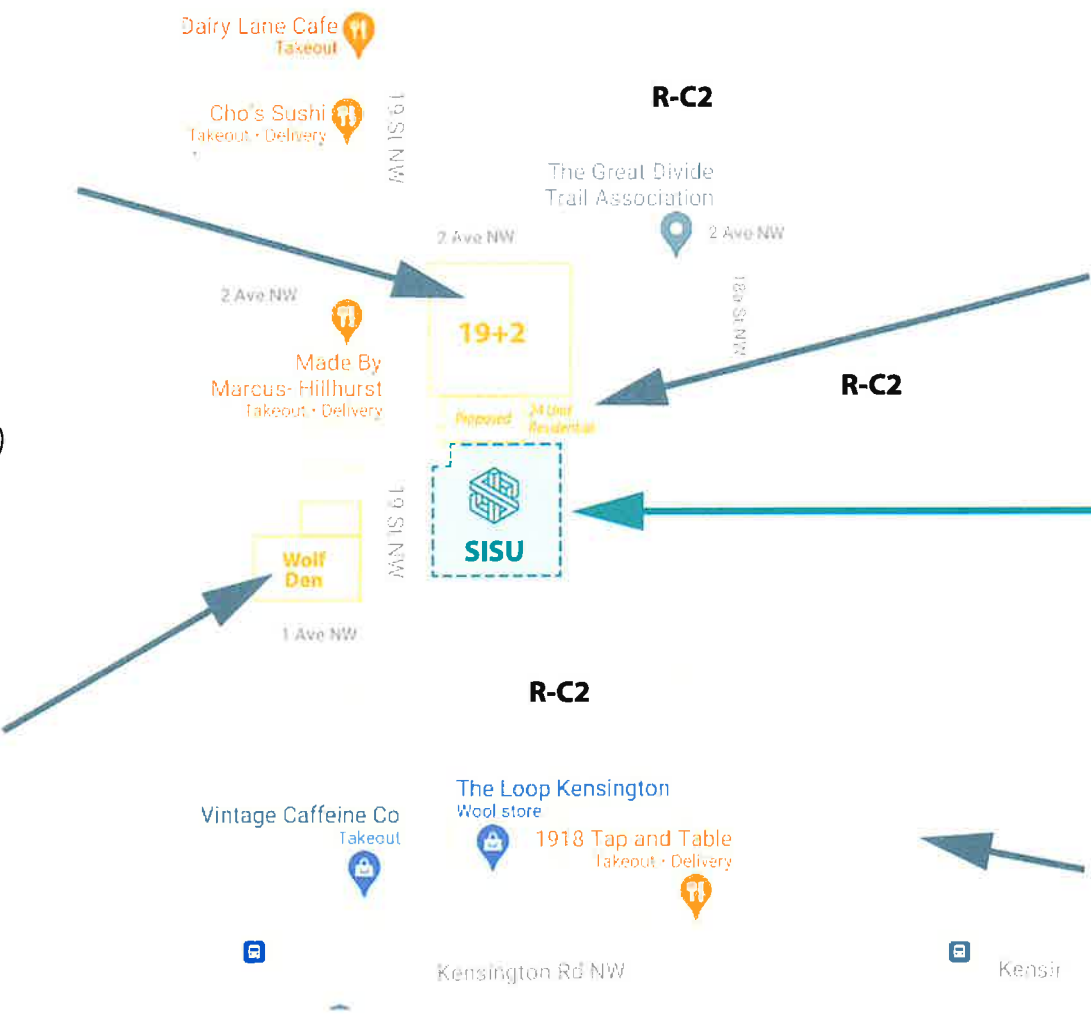 Dairy Lane Cafe
Takeout
R-C2
Cho's Sushi
Takeout • Delivery
19 St NW
The Great Divide
Trail Association
2 Ave NW
2 Ave NW
2 Ave NW
18a St NW
19+2
Made By
Marcus- Hillhurst
Takeout • Delivery
R-C2
Proposed
24 Unit
Residential
)
19 St NW
SISU
Wolf
Den
1 Ave NW
R-C2
The Loop Kensington
Wool store
Vintage Caffeine Co
Takeout
1918 Tap and Table
Takeout • Delivery
Kensington Rd NW
Kensin